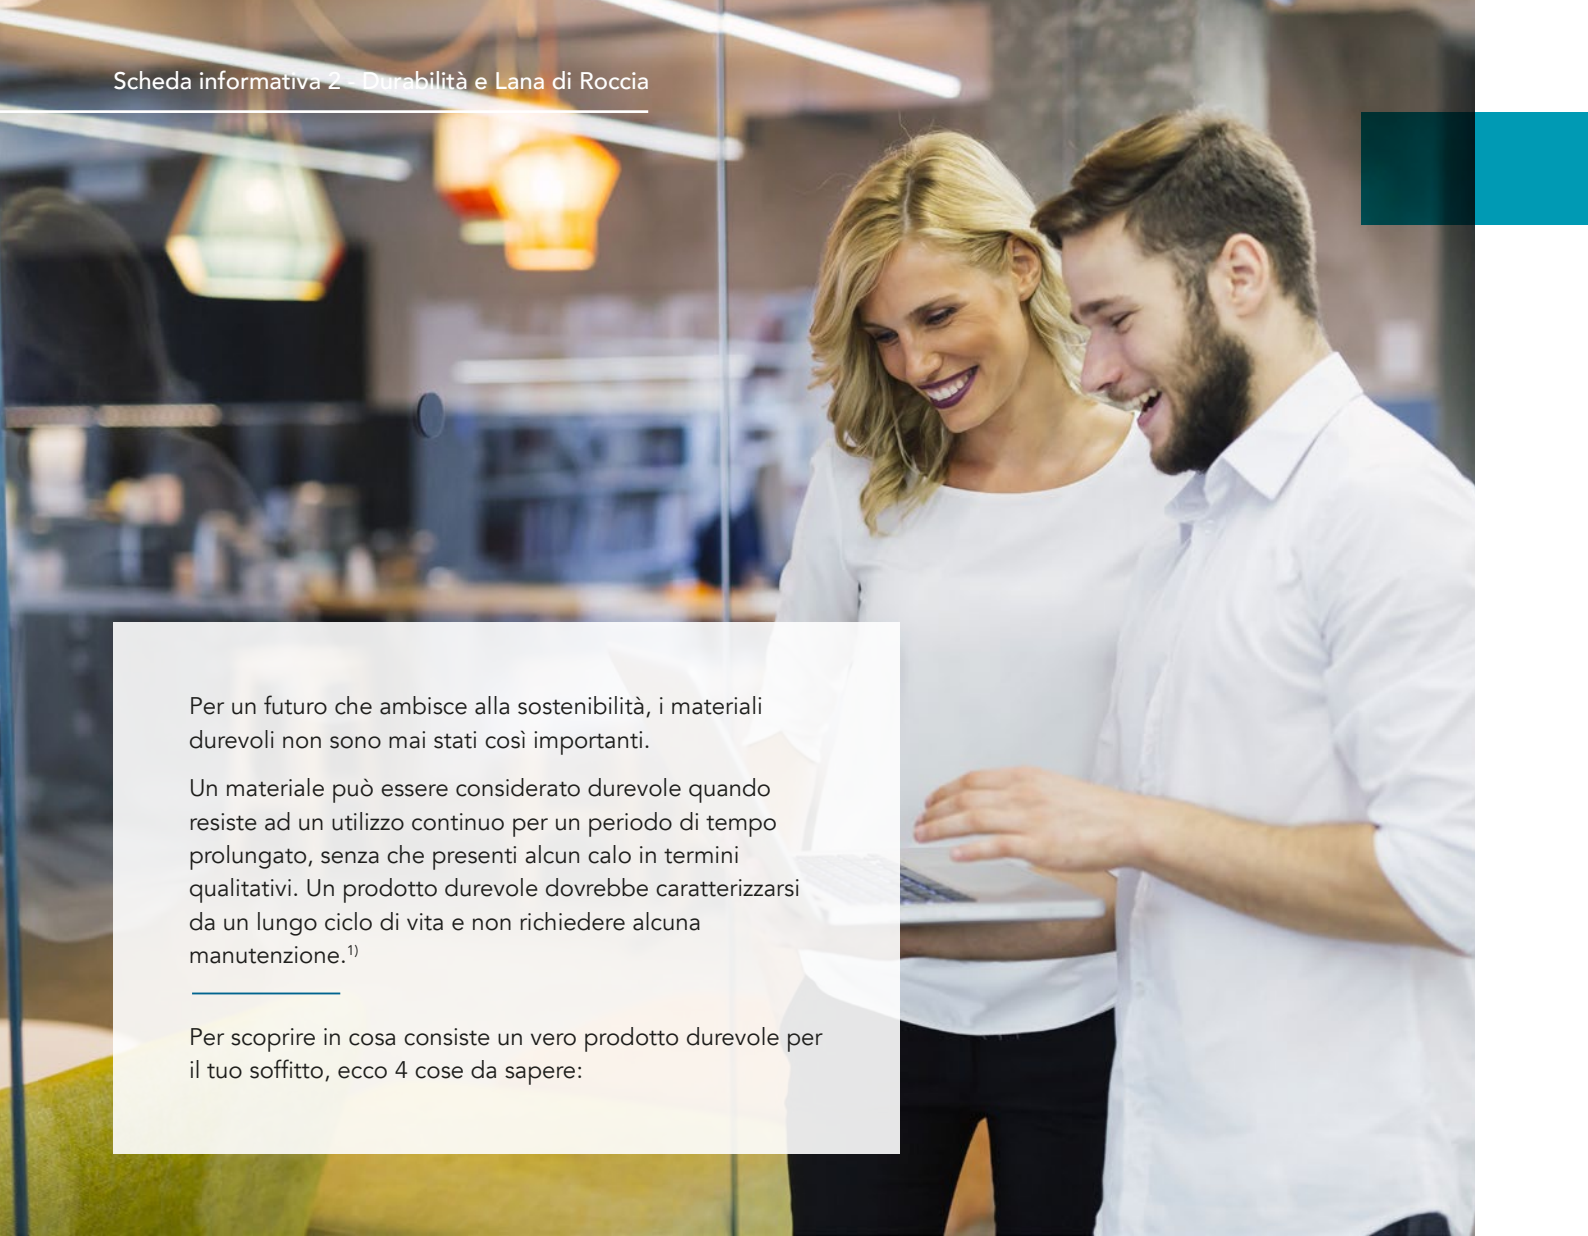 Scheda informativa 2 - Durabilità e Lana di Roccia
Per un futuro che ambisce alla sostenibilità, i materiali
durevoli non sono mai stati così importanti.
Un materiale può essere considerato durevole quando
resiste ad un utilizzo continuo per un periodo di tempo
prolungato, senza che presenti alcun calo in termini
qualitativi. Un prodotto durevole dovrebbe caratterizzarsi
da un lungo ciclo di vita e non richiedere alcuna
manutenzione.1)
Per scoprire in cosa consiste un vero prodotto durevole per
il tuo soffitto, ecco 4 cose da sapere: